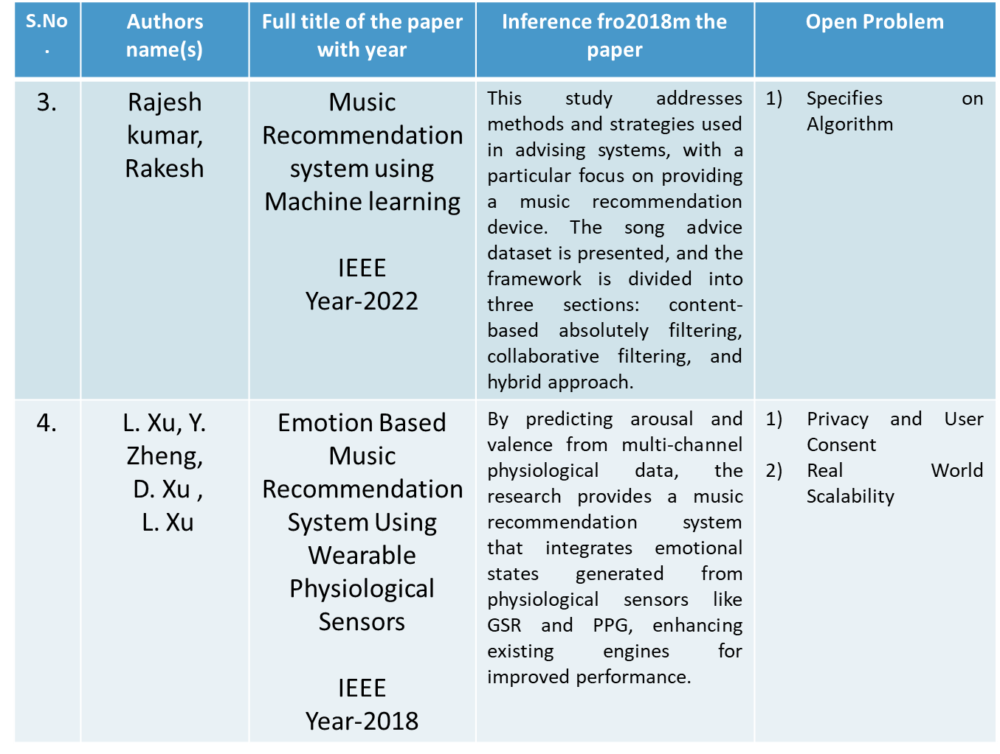 S.No
.
Authors
name(s)
Full title of the paper
with year
Inference fro2018m the
paper
Open Problem
3.
Rajesh
kumar,
Rakesh
Music
Recommendation
system using
Machine learning
IEEE
Year-2022
This study addresses
methods and strategies used
in advising systems, with a
particular focus on providing
a music recommendation
device. The song advice
dataset is presented, and the
framework is divided into
three sections: content-
based absolutely filtering,
collaborative filtering, and
hybrid approach.
1) Specifies on
Algorithm
4.
L. Xu, Y.
Zheng,
D. Xu ,
L. Xu
Emotion Based
Music
Recommendation
System Using
Wearable
Physiological
Sensors
IEEE
Year-2018
By predicting arousal and
valence from multi-channel
physiological data, the
research provides a music
recommendation system
that integrates emotional
states generated from
physiological sensors like
GSR and PPG, enhancing
existing engines for
improved performance.
1) Privacy and User
Consent
2) Real World
Scalability